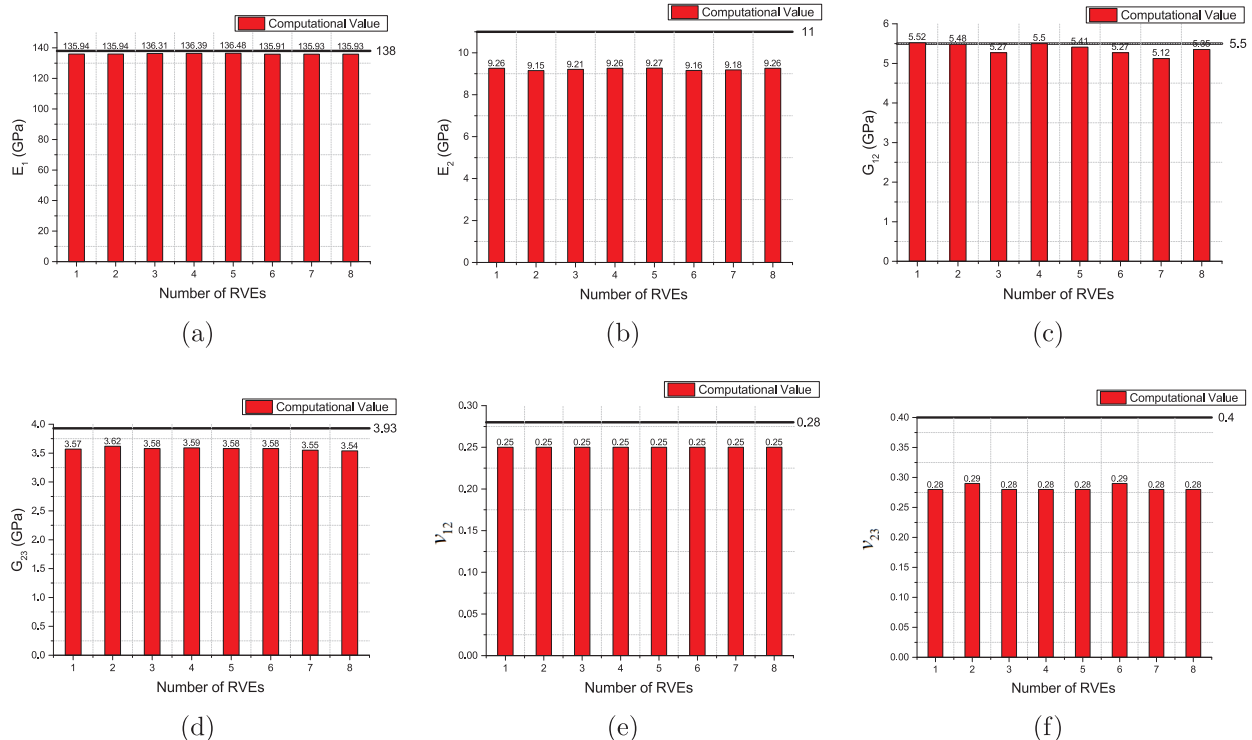 Computational Value
135.94 135.94 136.31 136.39 136.48 135.91 135.93 135.93
138
140
120
100
80
60
40
20
0
E1 (GPa)
1 2 3 4 5 6 7 8
Number of RVEs
(a)
Computational Value
11
10
8
6
4
2
0
9.26 9.15 9.21 9.26 9.27 9.16 9.18 9.26
E2 (GPa)
1 2 3 4 5 6 7 8
Number of RVEs
(b)
Computational Value
6
5
4
3
2
1
0
5.52 5.48 5.27 5.5 5.41 5.27 5.12 5.35
5.5
G12 (GPa)
1 2 3 4 5 6 7 8
Number of RVEs
(c)
Computational Value
4.0
3.5
3.0
2.5
2.0
1.5
1.0
0.5
0.0
3.93
3.57 3.62 3.58 3.59 3.58 3.58 3.55 3.54
G23 (GPa)
1 2 3 4 5 6 7 8
Number of RVEs
(d)
Computational Value
0.30
0.25
0.20
0.15
0.10
0.05
0.00
0.28
0.25 0.25 0.25 0.25 0.25 0.25 0.25 0.25
ν12
1 2 3 4 5 6 7 8
Number of RVEs
(e)
Computational Value
0.40
0.35
0.30
0.25
0.20
0.15
0.10
0.05
0.00
0.4
0.28 0.29 0.28 0.28 0.28 0.29 0.28 0.28
ν23
1 2 3 4 5 6 7 8
Number of RVEs
(f)